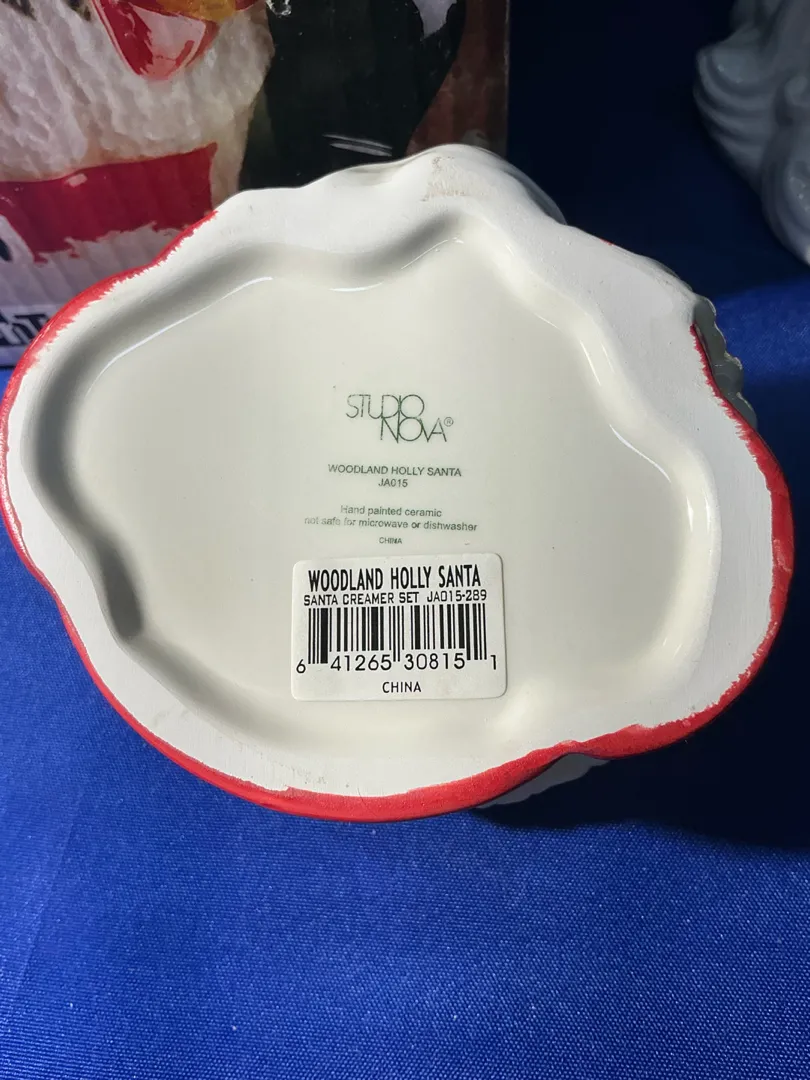 STUDIO
NOVA®
WOODLAND HOLLY SANTA
JA015
Hand painted ceramic
not safe for microwave or dishwasher
CHINA
WOODLAND HOLLY SANTA
SANTA CREAMER SET JA015-289
6 41265 30815 1
CHINA